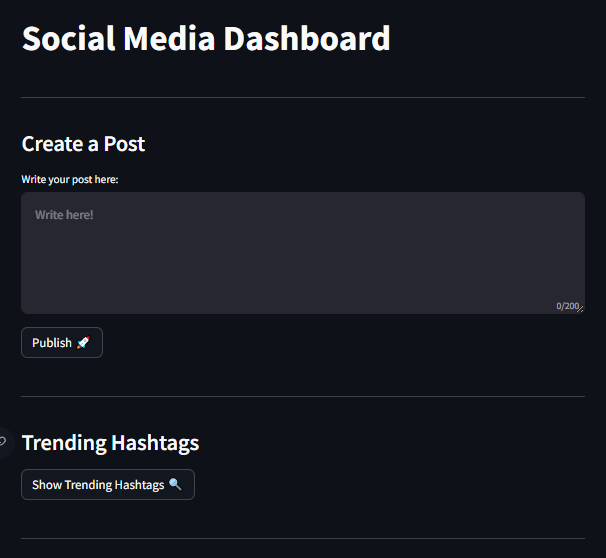 Social Media Dashboard
Create a Post
Write your post here:
Write here!
0/200
Publish 🚀
Trending Hashtags
Show Trending Hashtags 🔍